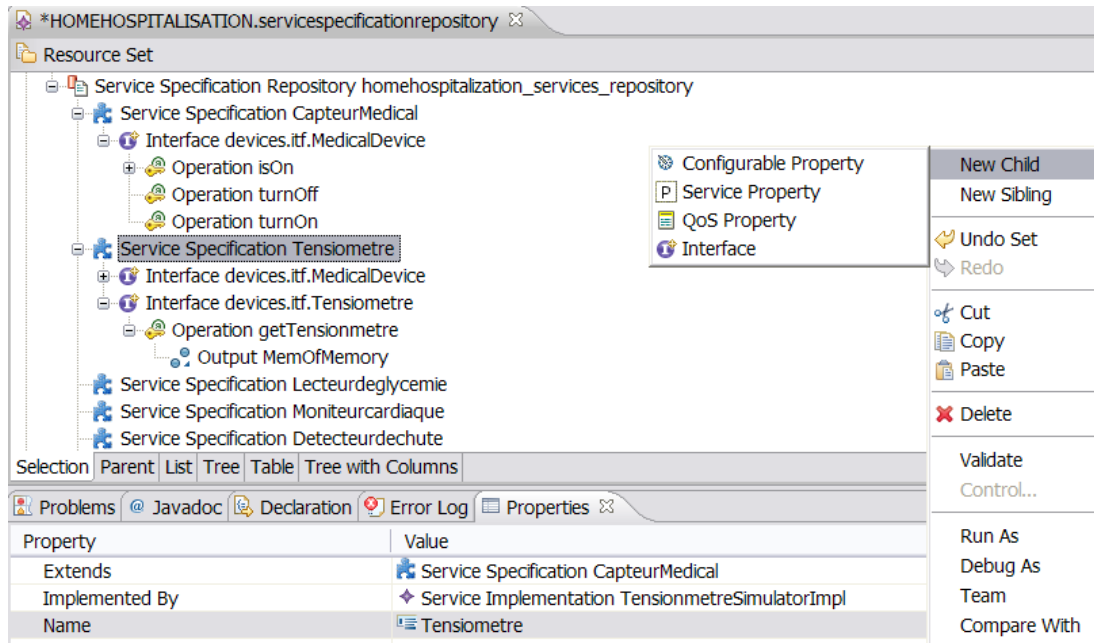 *HOMEHOSPITALISATION.servicespecificationrepository
Resource Set
Service Specification Repository homehospitalization_services_repository
Service Specification CapteurMedical
Interface devices.itf.MedicalDevice
Operation isOn
Operation turnOff
Operation turnOn
Service Specification Tensiometre
Interface devices.itf.MedicalDevice
Interface devices.itf.Tensiometre
Operation getTensionmetre
Output MemOfMemory
Service Specification Lecteurdeglycemie
Service Specification Moniteurcardiaque
Service Specification Detecteurdechute
Configurable Property
P Service Property
QoS Property
Interface
New Child
New Sibling
Undo Set
Redo
Cut
Copy
Paste
Delete
Validate
Control...
Run As
Debug As
Team
Compare With
Selection Parent List Tree Table Tree with Columns
Problems @ Javadoc Declaration Error Log Properties
Property Value
Extends Service Specification CapteurMedical
Implemented By Service Implementation TensionmetreSimulatorImpl
Name Tensiometre